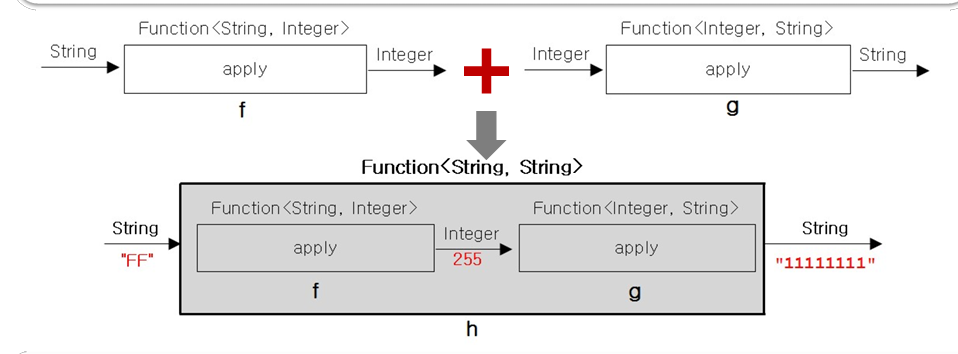 Function<String, Integer>
Function<Integer, String>
String
apply
Integer
Integer
apply
String
f
g
Function<String, String>
Function<String, Integer>
Function<Integer, String>
String
"FF"
apply
Integer
255
apply
String
"11111111"
f
g
h